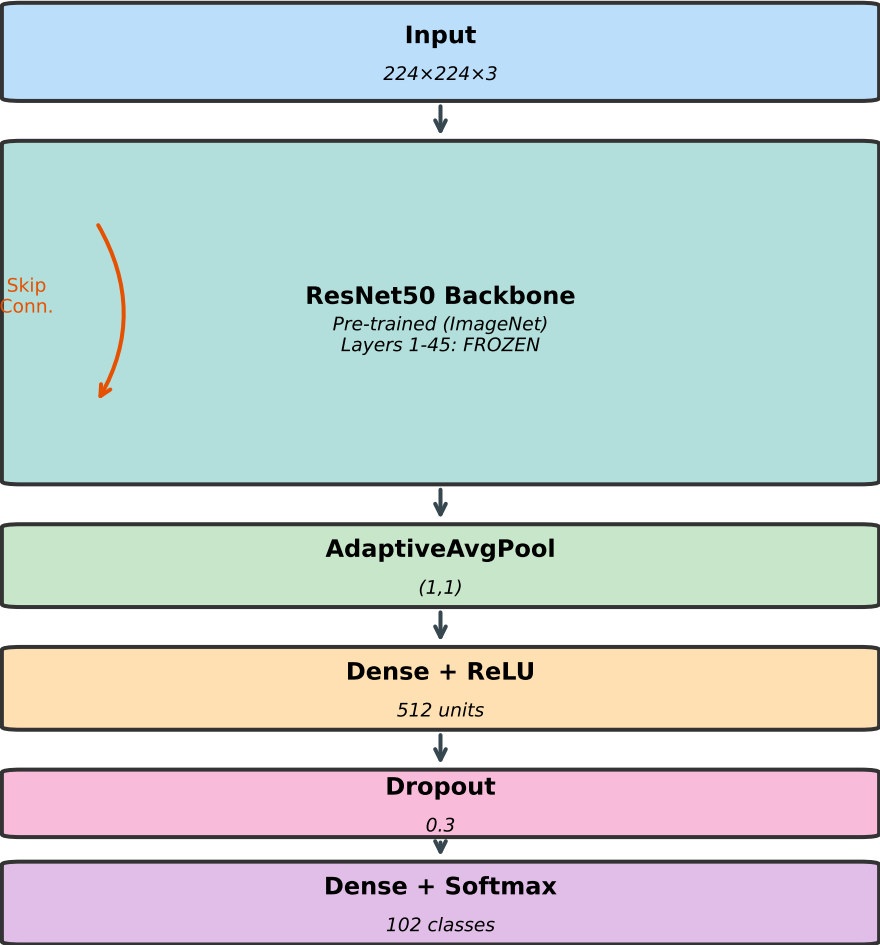 Input
224×224×3
Skip
Conn.
ResNet50 Backbone
Pre-trained (ImageNet)
Layers 1-45: FROZEN
AdaptiveAvgPool
(1,1)
Dense + ReLU
512 units
Dropout
0.3
Dense + Softmax
102 classes